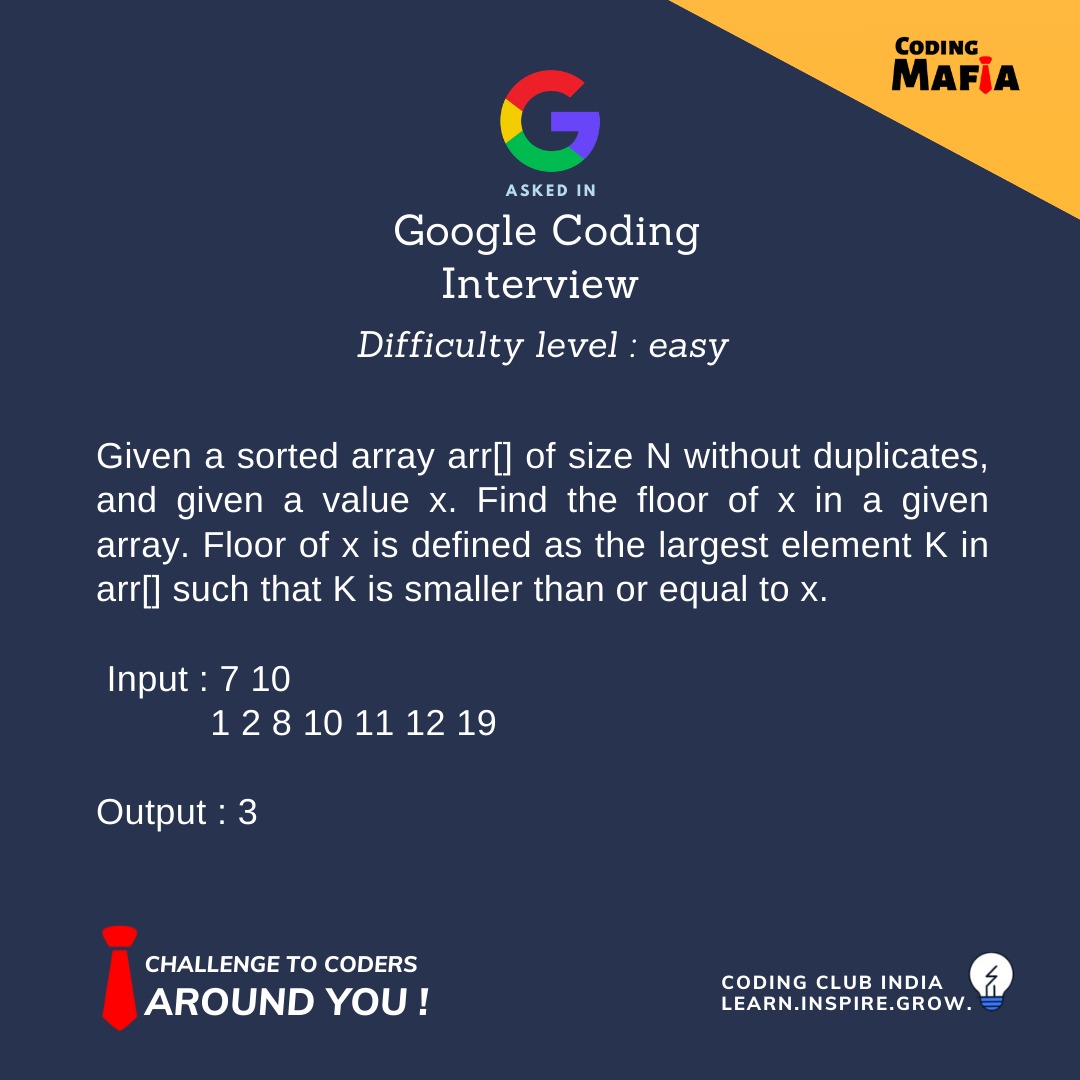 CODING
MAFIA
G
ASKED IN
Google Coding
Interview
Difficulty level : easy
Given a sorted array arr[] of size N without duplicates,
and given a value x. Find the floor of x in a given
array. Floor of x is defined as the largest element K in
arr[] such that K is smaller than or equal to x.
Input : 7 10
1 2 8 10 11 12 19
Output : 3
CHALLENGE TO CODERS
AROUND YOU !
CODING CLUB INDIA
LEARN.INSPIRE.GROW.